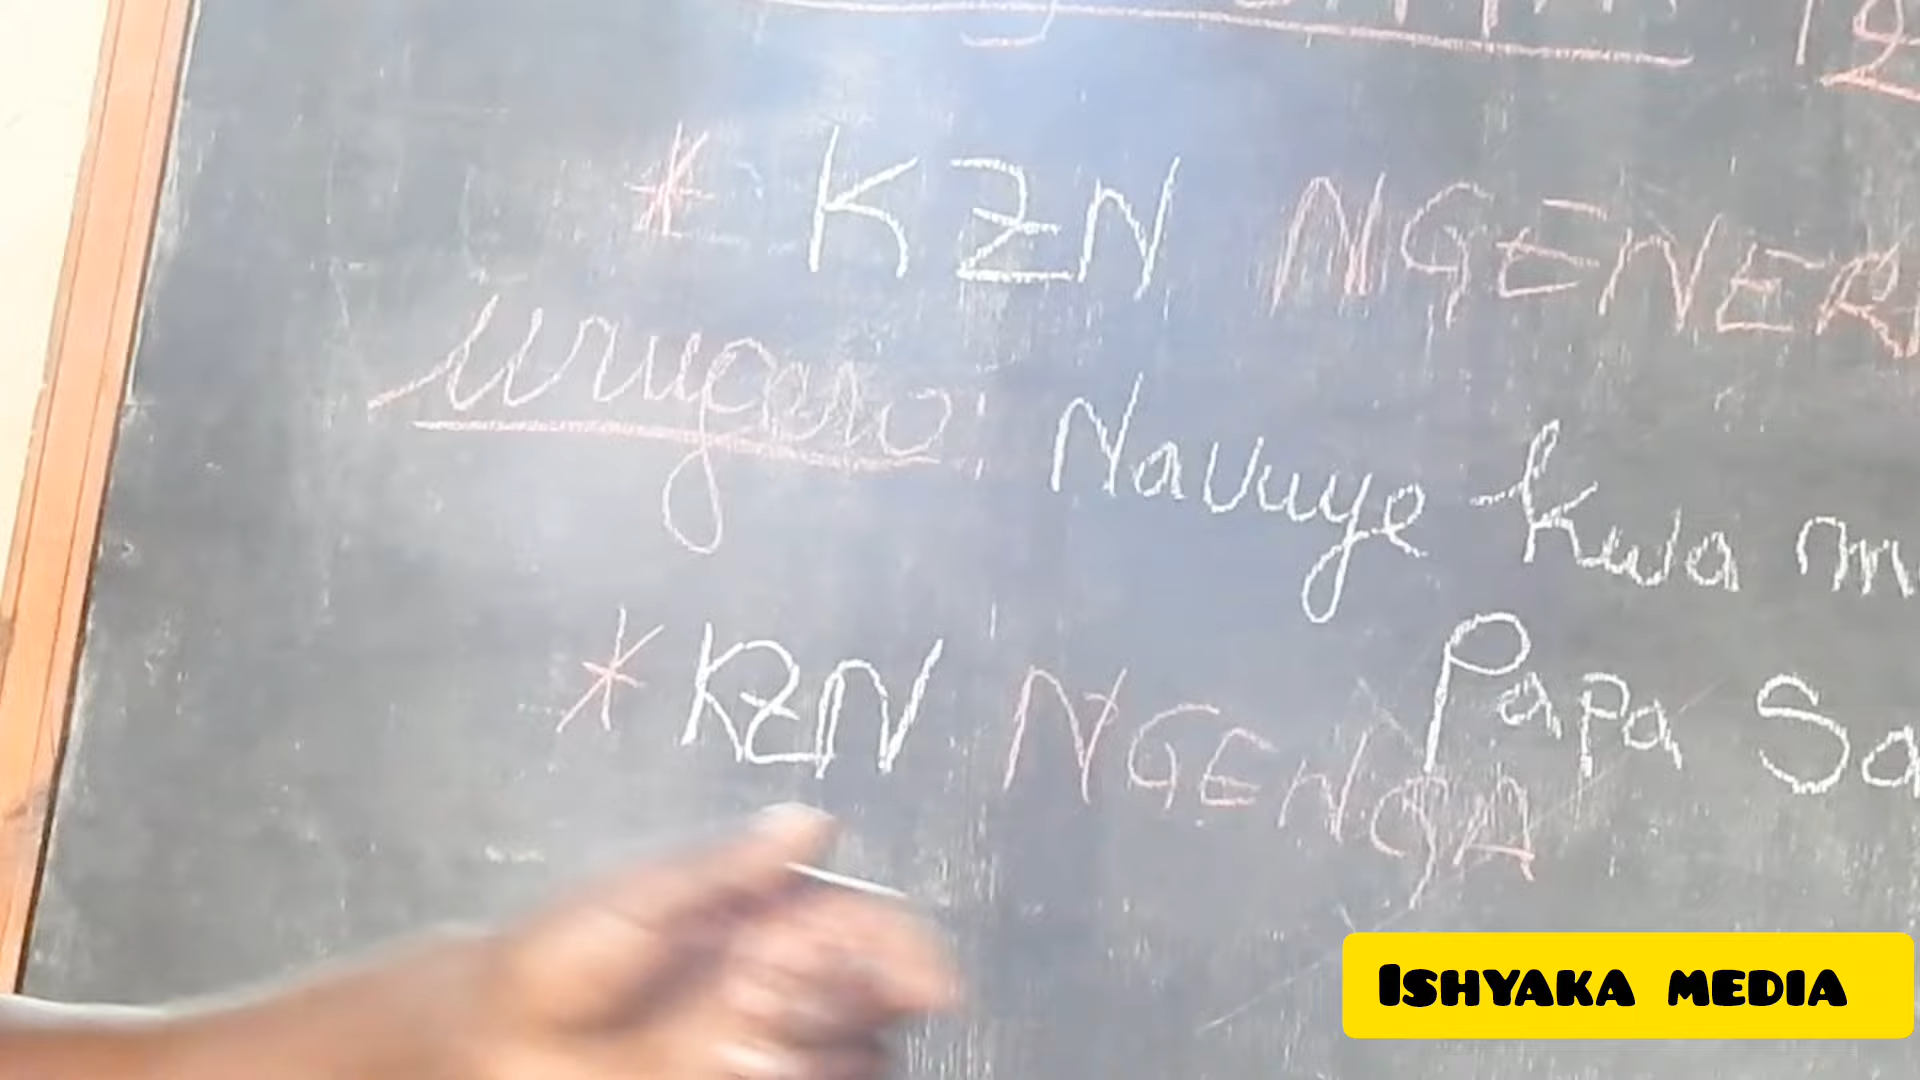 * KZN NGENER
Urugero: Navuye kwa m
Papa Sa
* KZN NGENGA
ISHYAKA MEDIA